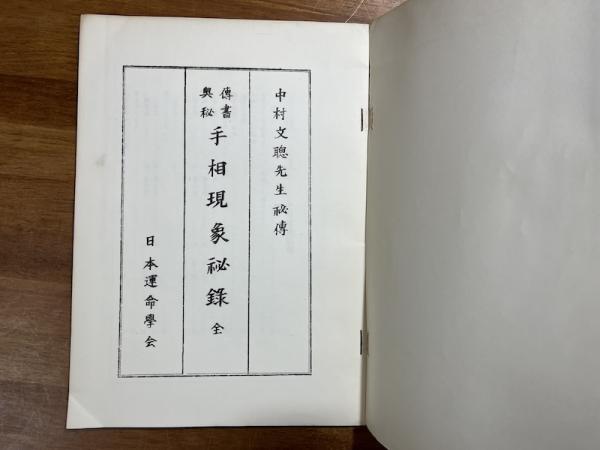 中村文聰先生祕傳
傳書
奥秘
手相現象祕錄 全
日本運命學会